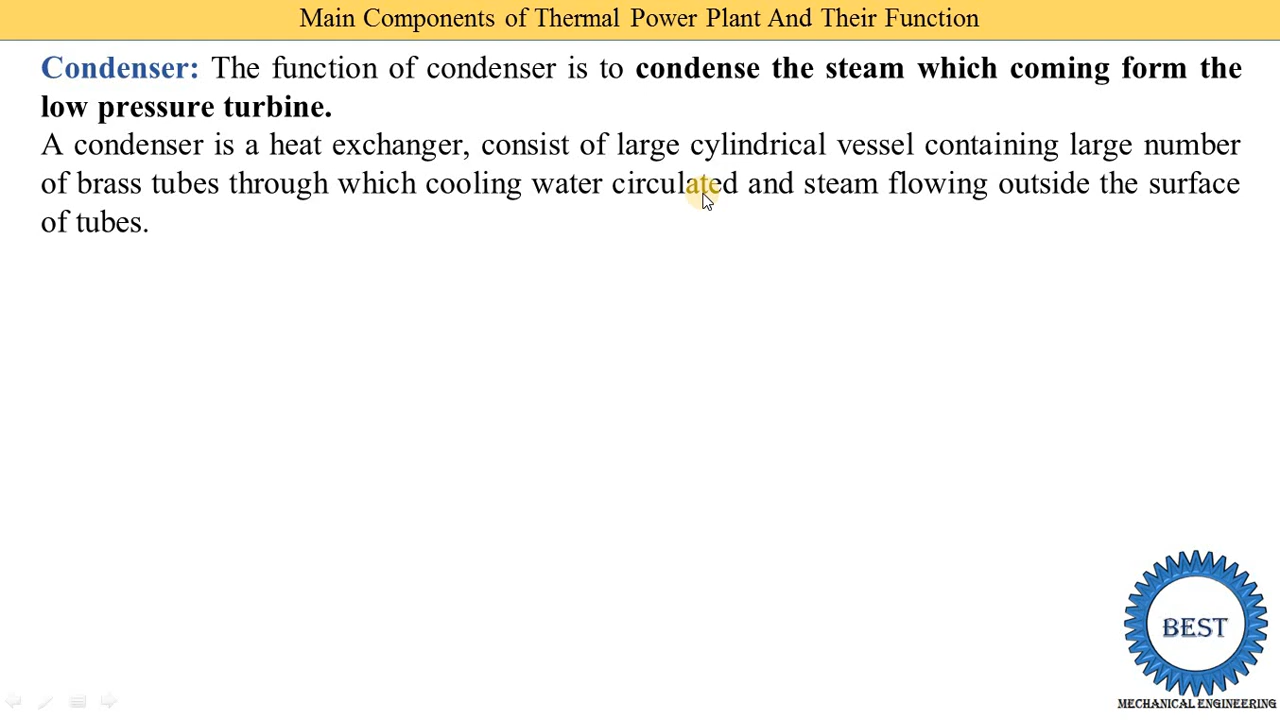 Main Components of Thermal Power Plant And Their Function
Condenser: The function of condenser is to condense the steam which coming form the
low pressure turbine.
A condenser is a heat exchanger, consist of large cylindrical vessel containing large number
of brass tubes through which cooling water circulated and steam flowing outside the surface
of tubes.
BEST
MECHANICAL ENGINEERING